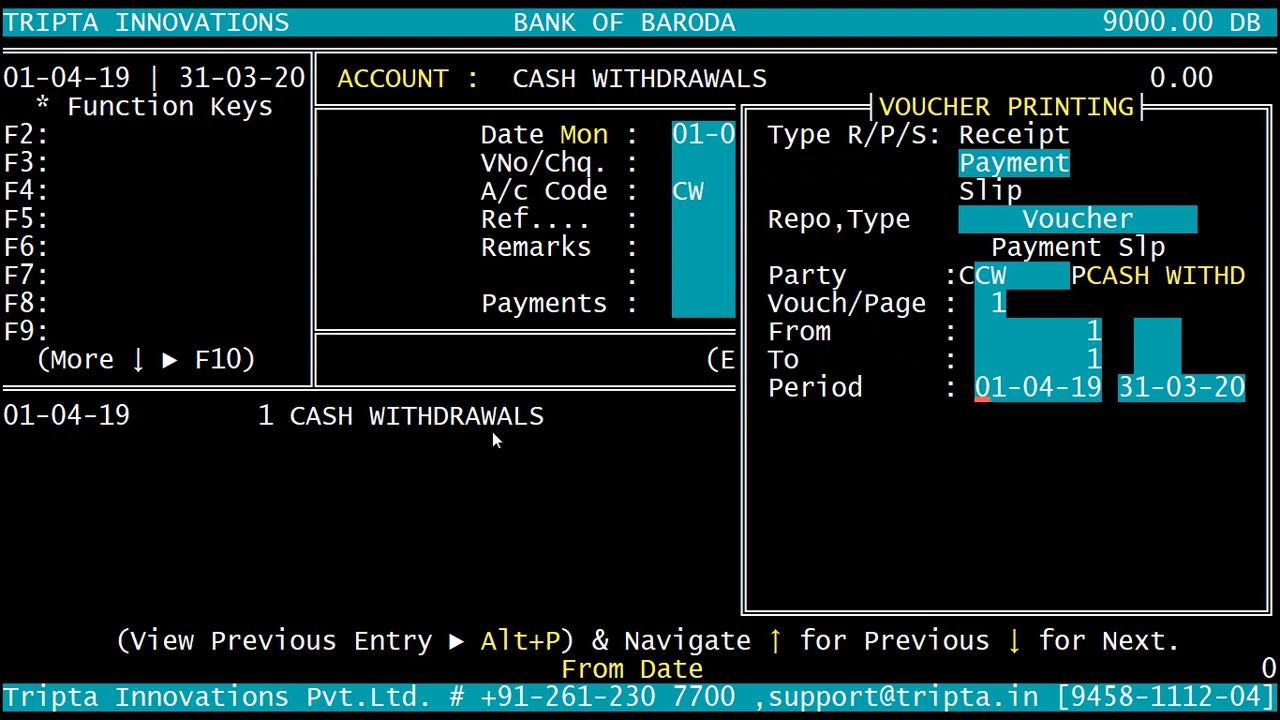 TRIPTA INNOVATIONS BANK OF BARODA 9000.00 DB
01-04-19 | 31-03-20 ACCOUNT : CASH WITHDRAWALS 0.00
* Function Keys
VOUCHER PRINTING
F2: Date Mon : 01-0 Type R/P/S: Receipt
F3: VNo/Chq. : Payment
F4: A/c Code : CW Slip
F5: Ref.... : Repo,Type Voucher
F6: Remarks : Payment Slp
F7: : Party :CCW PCASH WITHD
F8: Payments : Vouch/Page : 1
F9: From : 1
(More ↓ ► F10) (E To : 1
Period : 01-04-19 31-03-20
01-04-19 1 CASH WITHDRAWALS
(View Previous Entry ► Alt+P) & Navigate ↑ for Previous ↓ for Next.
From Date 0
Tripta Innovations Pvt.Ltd. # +91-261-230 7700 ,support@tripta.in [9458-1112-04]